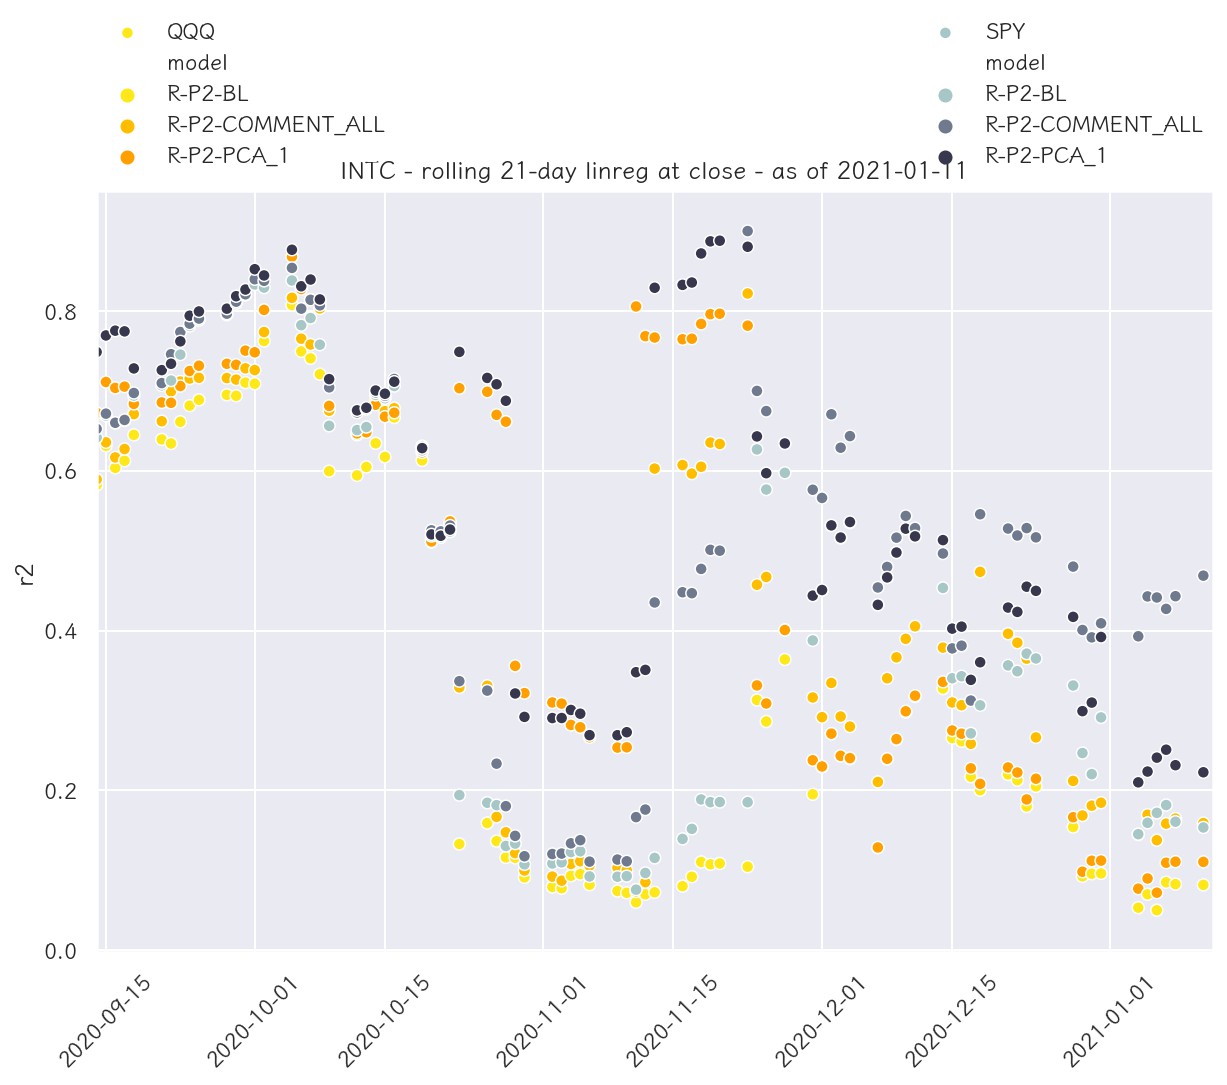 QQQ
model
R-P2-BL
R-P2-COMMENT_ALL
R-P2-PCA_1
SPY
model
R-P2-BL
R-P2-COMMENT_ALL
R-P2-PCA_1
INTC - rolling 21-day linreg at close - as of 2021-01-11
r2
0.8
0.6
0.4
0.2
0.0
2020-09-15
2020-10-01
2020-10-15
2020-11-01
2020-11-15
2020-12-01
2020-12-15
2021-01-01